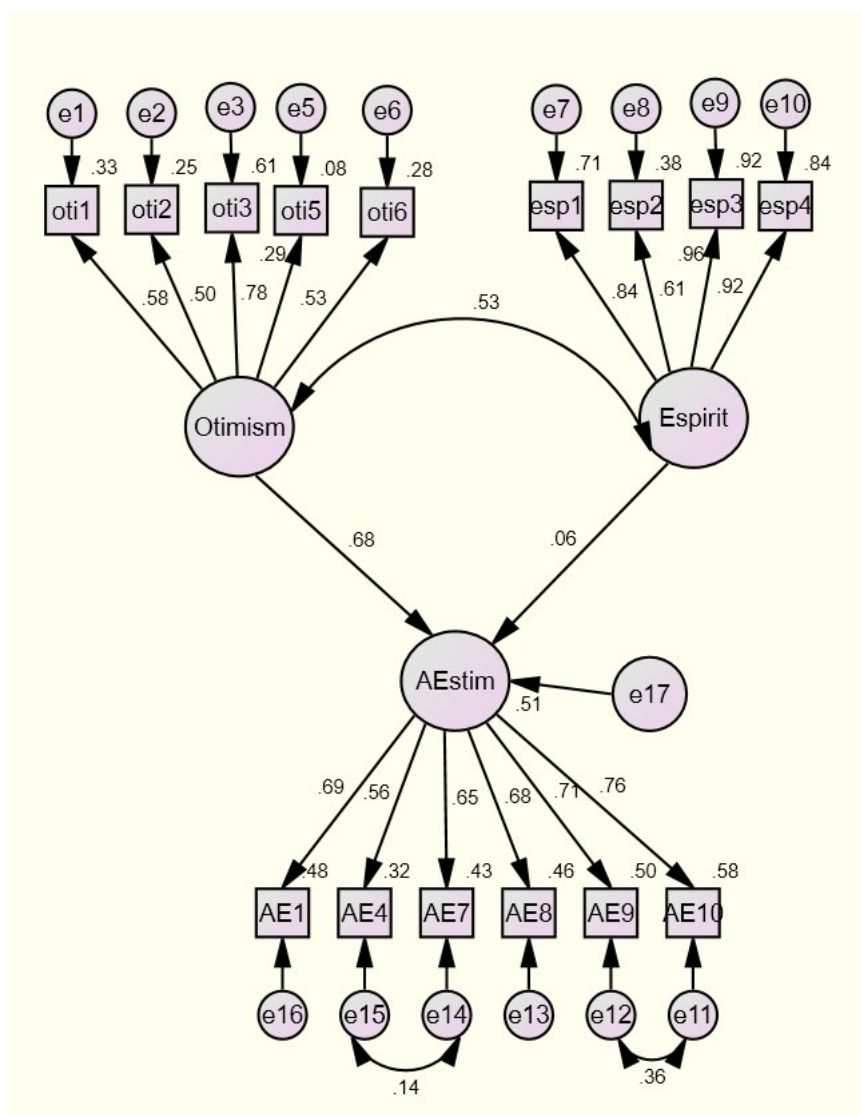 e1 e2 e3 e5 e6 e7 e8 e9 e10
.33 .25 .61 .08 .28 .71 .38 .92 .84
oti1 oti2 oti3 oti5 oti6 esp1 esp2 esp3 esp4
.58 .50 .78 .29 .53 .84 .61 .96 .92
.53
Otimism Espirit
.68 .06
AEstim e17
.51
.69 .56 .65 .68 .71 .76
.48 .32 .43 .46 .50 .58
AE1 AE4 AE7 AE8 AE9 AE10
e16 e15 e14 e13 e12 e11
.14 .36